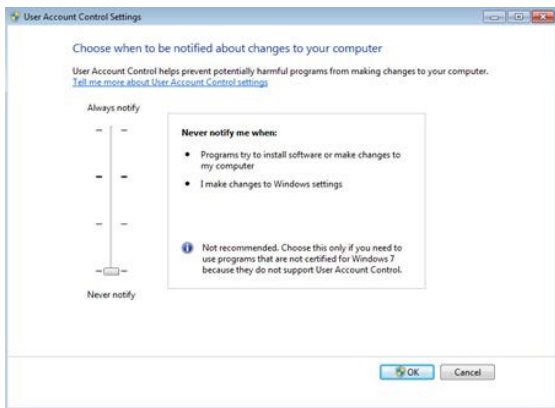 User Account Control Settings
Choose when to be notified about changes to your computer
User Account Control helps prevent potentially harmful programs from making changes to your computer.
Tell me more about User Account Control settings
Always notify
Never notify me when:
Programs try to install software or make changes to
my computer
I make changes to Windows settings
Not recommended. Choose this only if you need to
use programs that are not certified for Windows 7
because they do not support User Account Control.
Never notify
OK
Cancel